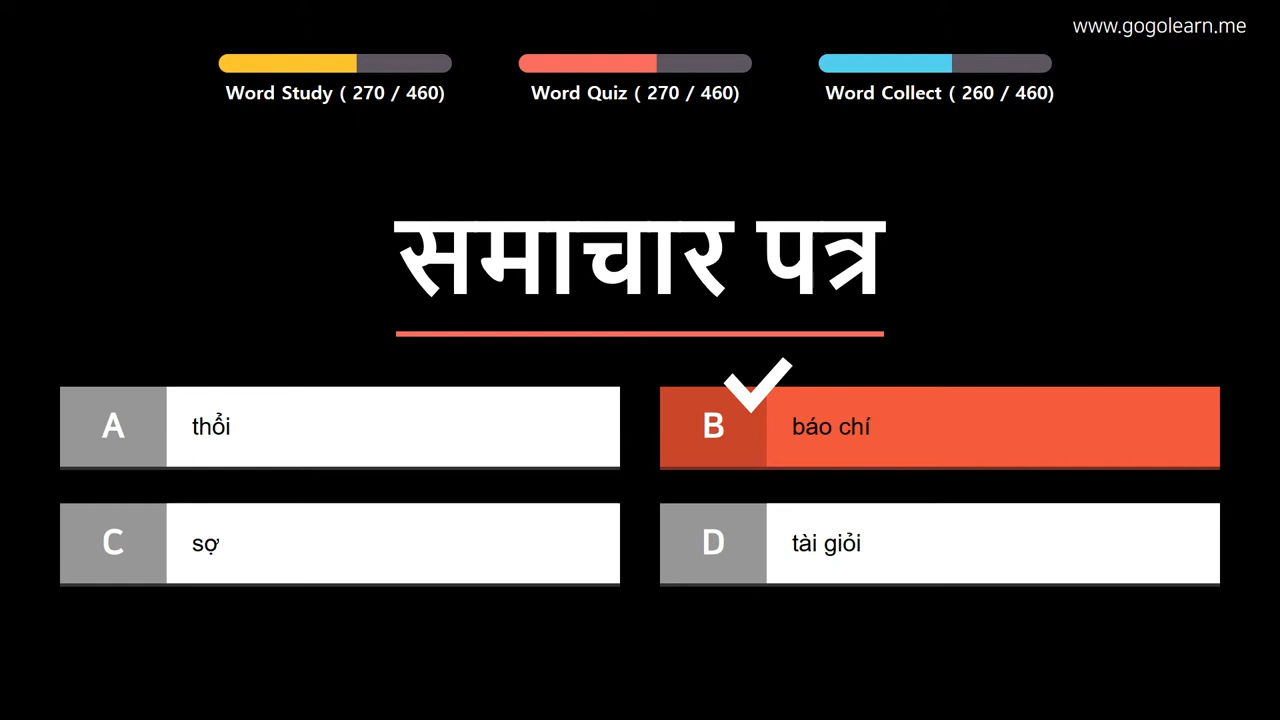 www.gogolearn.me
Word Study ( 270 / 460)
Word Quiz ( 270 / 460)
Word Collect ( 260 / 460)
समाचार पत्र
A thổi
B báo chí
C sợ
D tài giỏi